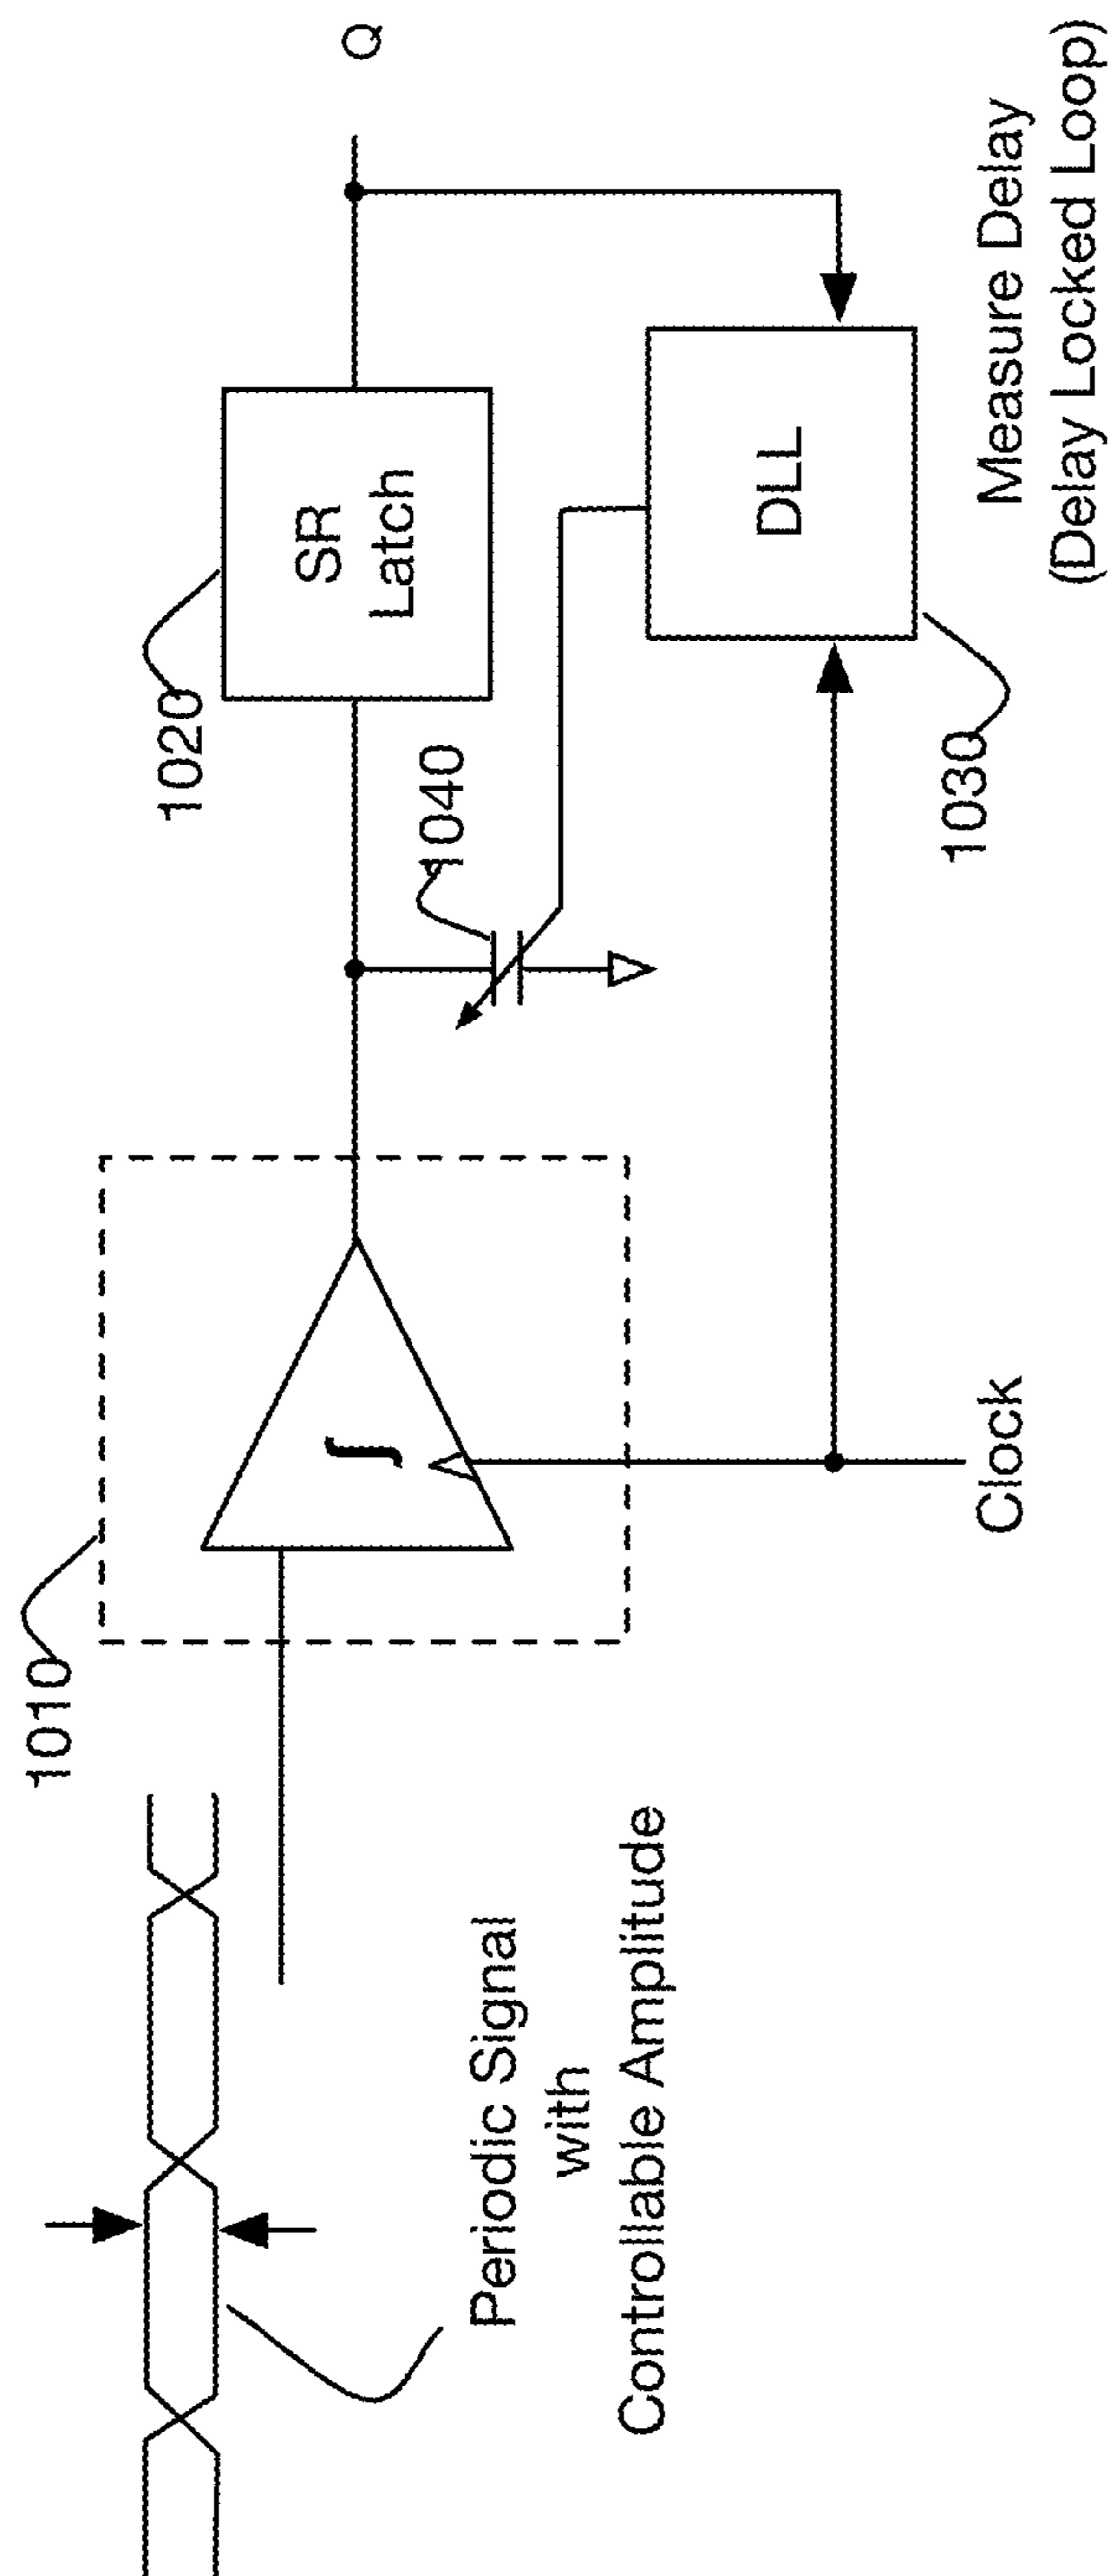 1010
1020
Q
SR
Latch
1040
Periodic Signal
with
Controllable Amplitude
∫
DLL
Clock
1030
Measure Delay
(Delay Locked Loop)